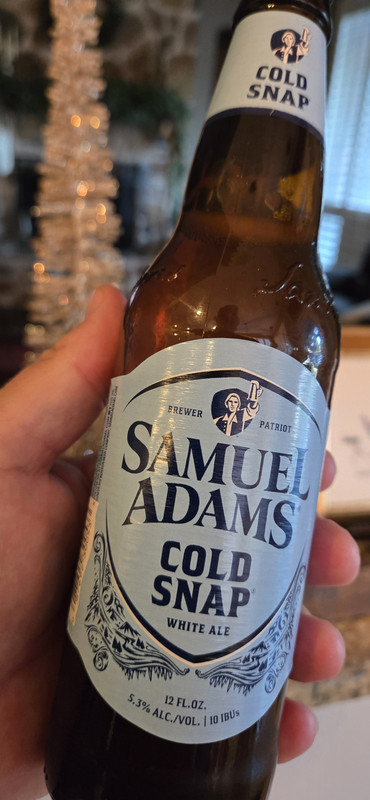 COLD
SNAP
BREWER PATRIOT
SAMUEL
ADAMS
COLD
SNAP®
WHITE ALE
12 FL.OZ.
5.3% ALC./VOL. | 10 IBUs